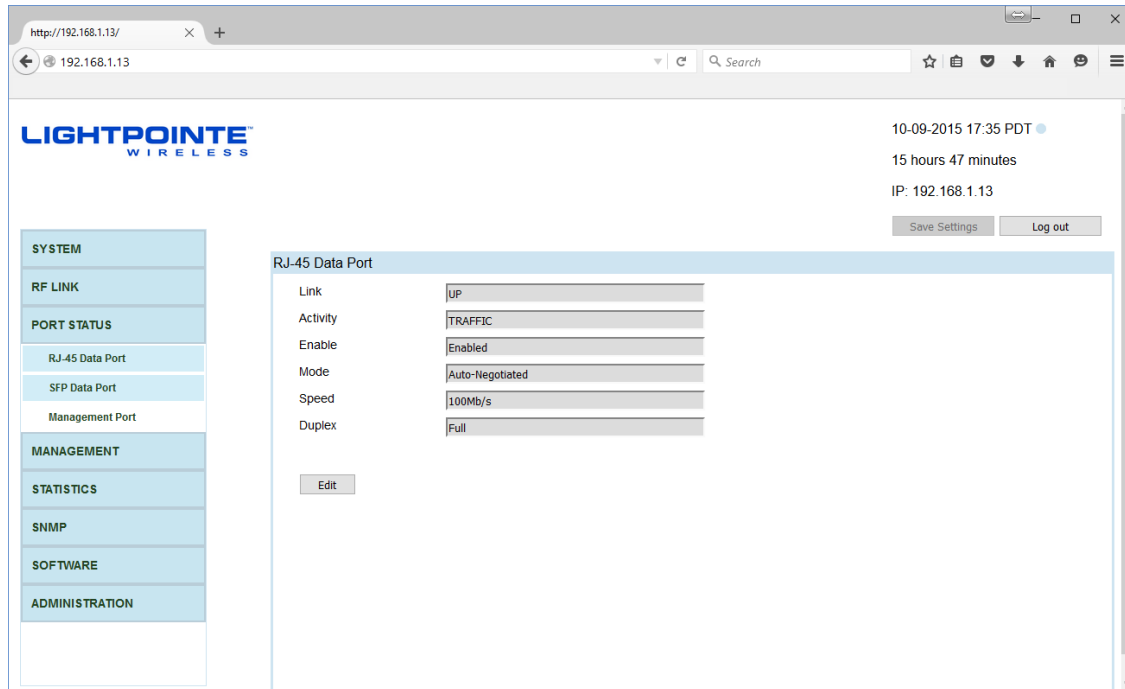 http://192.168.1.13/
192.168.1.13
Search
LIGHTPOINTE™
WIRELESS
10-09-2015 17:35 PDT
15 hours 47 minutes
IP: 192.168.1.13
Save Settings Log out
SYSTEM
RF LINK
PORT STATUS
RJ-45 Data Port
SFP Data Port
Management Port
MANAGEMENT
STATISTICS
SNMP
SOFTWARE
ADMINISTRATION
RJ-45 Data Port
Link UP
Activity TRAFFIC
Enable Enabled
Mode Auto-Negotiated
Speed 100Mb/s
Duplex Full
Edit